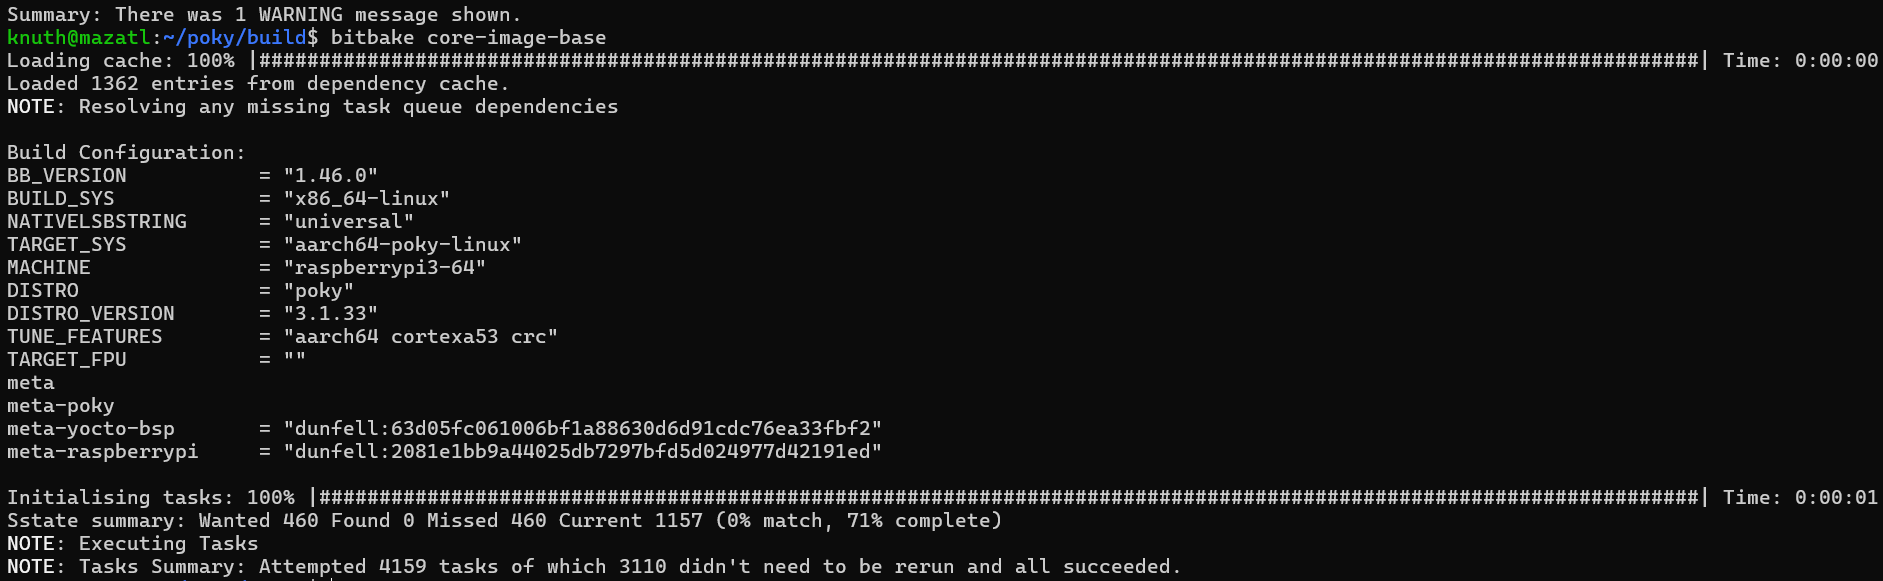 Summary: There was 1 WARNING message shown.
knuth@mazatl:~/poky/build$ bitbake core-image-base
Loading cache: 100% |########################################################################################################################| Time: 0:00:00
Loaded 1362 entries from dependency cache.
NOTE: Resolving any missing task queue dependencies
Build Configuration:
BB_VERSION           = "1.46.0"
BUILD_SYS            = "x86_64-linux"
NATIVELSBSTRING      = "universal"
TARGET_SYS           = "aarch64-poky-linux"
MACHINE              = "raspberrypi3-64"
DISTRO               = "poky"
DISTRO_VERSION       = "3.1.33"
TUNE_FEATURES        = "aarch64 cortexa53 crc"
TARGET_FPU           = ""
meta
meta-poky
meta-yocto-bsp       = "dunfell:63d05fc061006bf1a88630d6d91cdc76ea33fbf2"
meta-raspberrypi     = "dunfell:2081e1bb9a44025db7297bfd5d024977d42191ed"
Initialising tasks: 100% |###################################################################################################################| Time: 0:00:01
Sstate summary: Wanted 460 Found 0 Missed 460 Current 1157 (0% match, 71% complete)
NOTE: Executing Tasks
NOTE: Tasks Summary: Attempted 4159 tasks of which 3110 didn't need to be rerun and all succeeded.